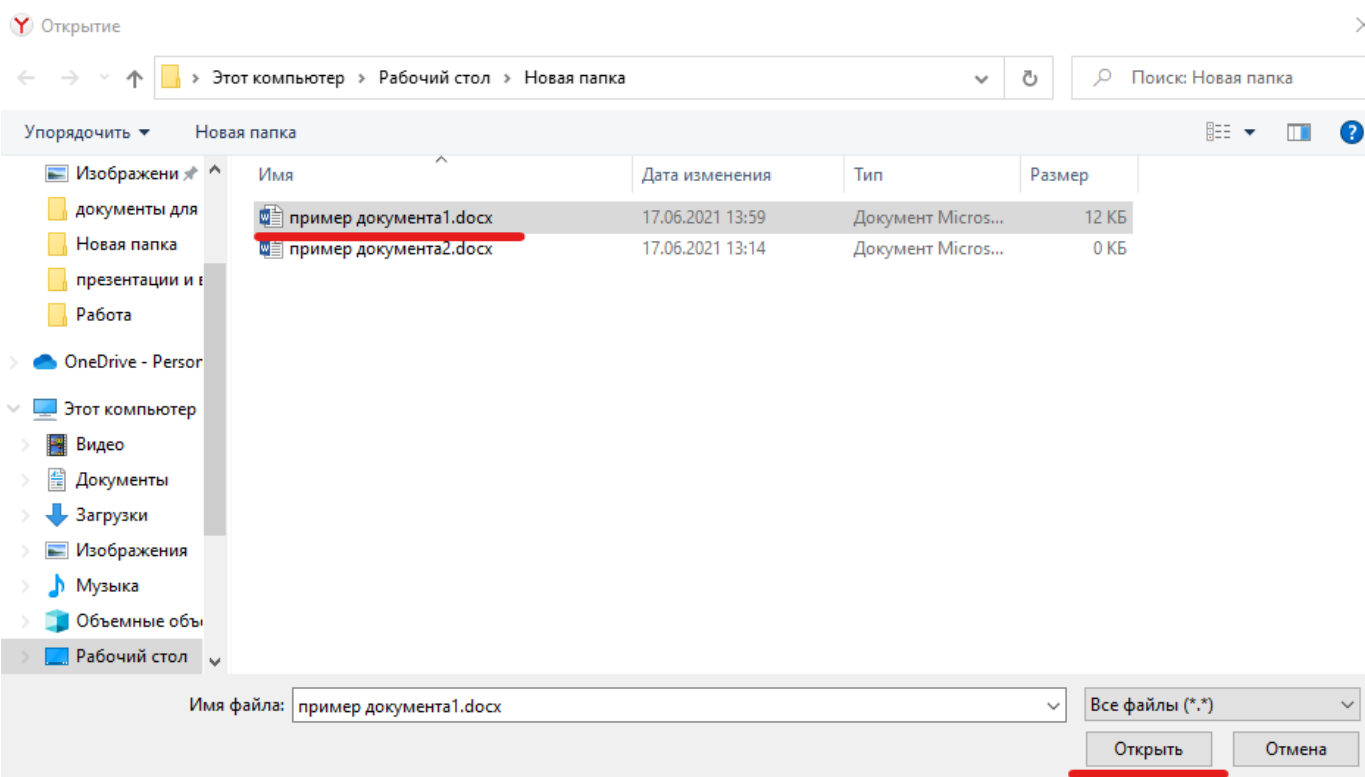 Открытие
Этот компьютер > Рабочий стол > Новая папка
Поиск: Новая папка
Упорядочить Новая папка
Имя Дата изменения Тип Размер
пример документа1.docx 17.06.2021 13:59 Документ Micros... 12 КБ
пример документа2.docx 17.06.2021 13:14 Документ Micros... 0 КБ
Изображени
документы для
Новая папка
презентации и в
Работа
OneDrive - Person
Этот компьютер
Видео
Документы
Загрузки
Изображения
Музыка
Объемные объ
Рабочий стол
Имя файла: пример документа1.docx Все файлы (*.*)
Открыть Отмена